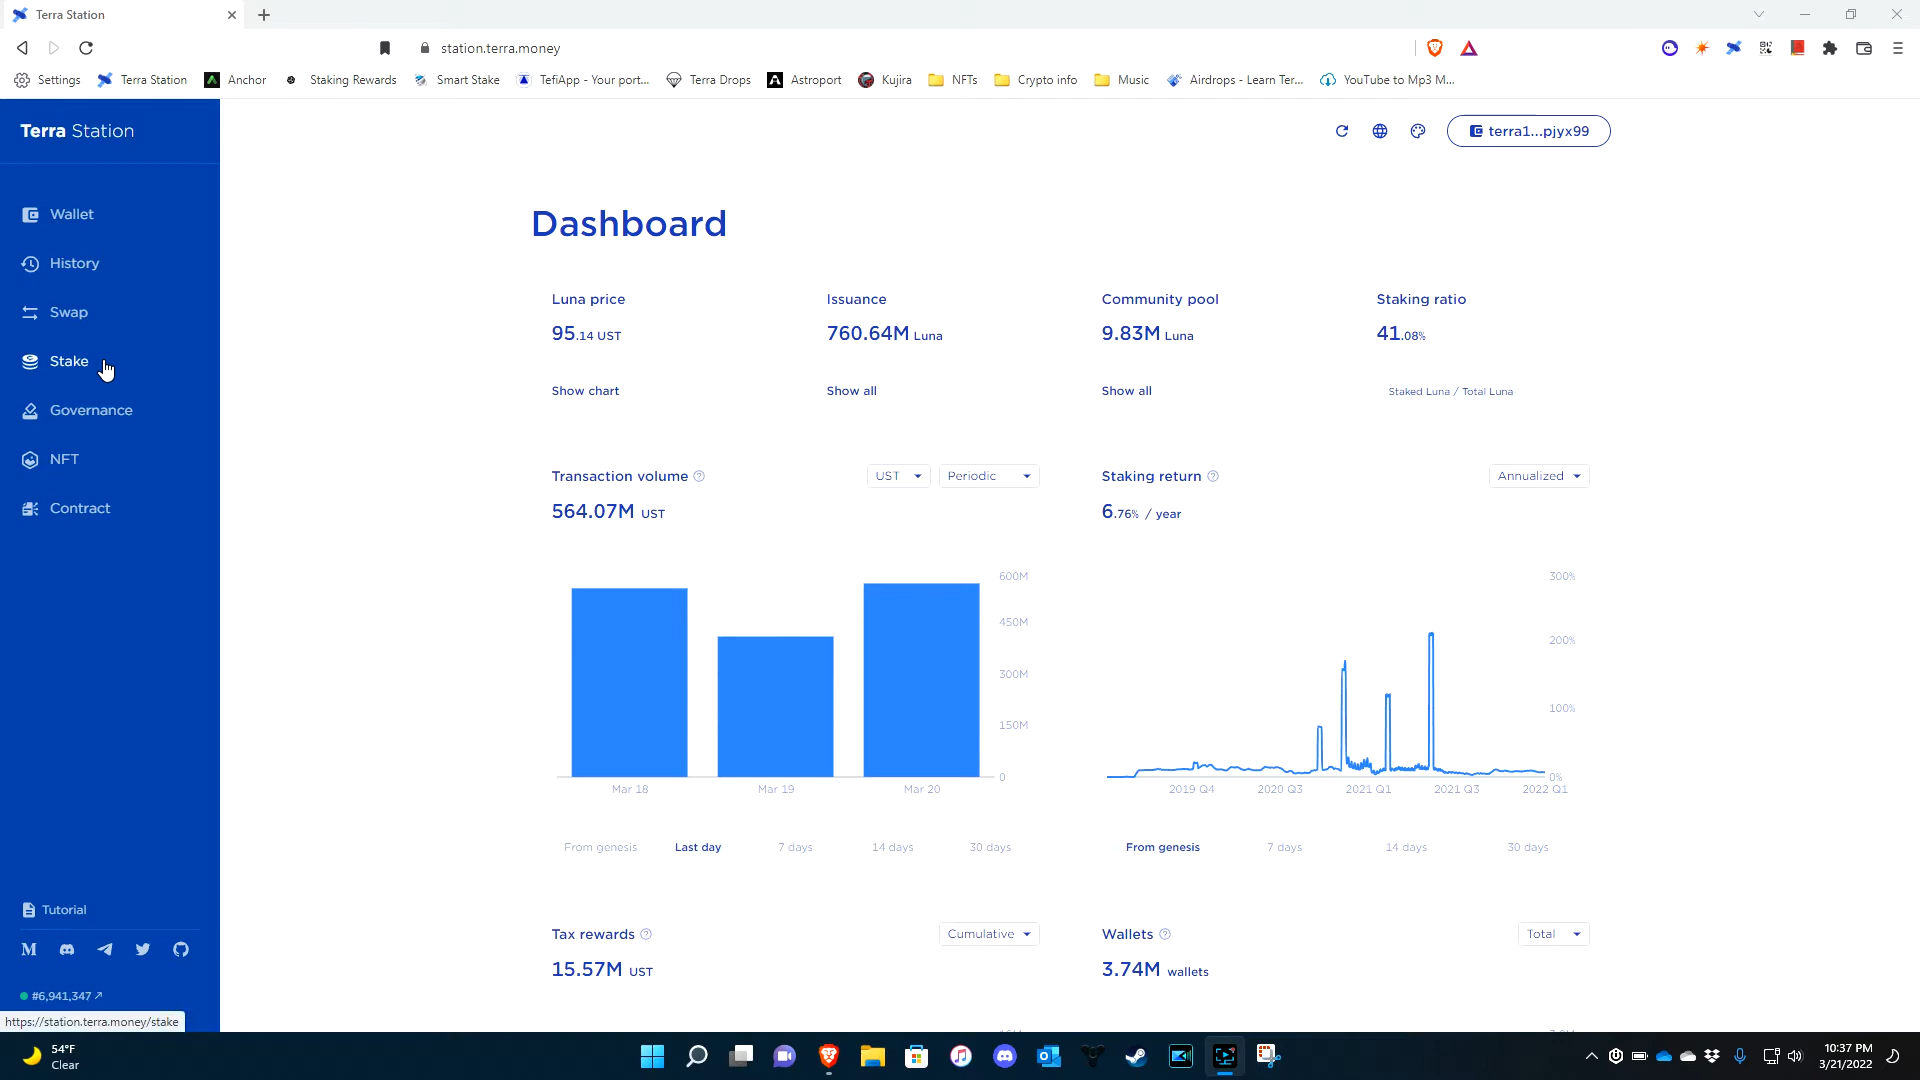 Terra Station
station.terra.money
Settings Terra Station Anchor Staking Rewards Smart Stake TefiApp - Your port... Terra Drops Astroport Kujira NFTs Crypto info Music Airdrops - Learn Ter... YouTube to Mp3 M...
Terra Station
terra1...pjyx99
Wallet
History
Swap
Stake
Governance
NFT
Contract
Dashboard
Luna price
95.14 UST
Show chart
Issuance
760.64M Luna
Show all
Community pool
9.83M Luna
Show all
Staking ratio
41.08%
Staked Luna / Total Luna
Transaction volume
UST Periodic
564.07M UST
600M
450M
300M
150M
0
Mar 18 Mar 19 Mar 20
From genesis Last day 7 days 14 days 30 days
Staking return
Annualized
6.76% / year
300%
200%
100%
0%
2019 Q4 2020 Q3 2021 Q1 2021 Q3 2022 Q1
From genesis 7 days 14 days 30 days
Tax rewards
Cumulative
15.57M UST
Wallets
Total
3.74M wallets
Tutorial
#6,941,347
https://station.terra.money/stake
54°F
Clear
10:37 PM
3/21/2022